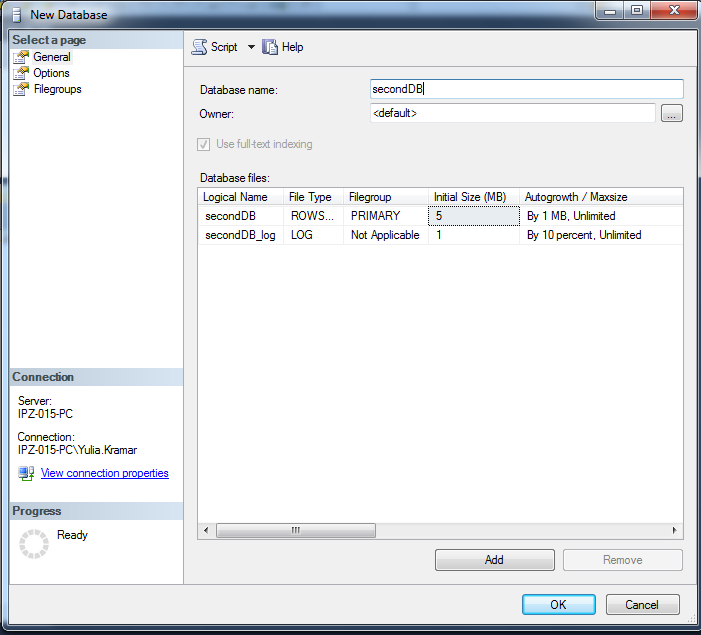 New Database
Select a page
General
Options
Filegroups
Script
Help
Database name:
secondDB
Owner:
<default>
...
Use full-text indexing
Database files:
Logical Name File Type Filegroup Initial Size (MB) Autogrowth / Maxsize
secondDB ROWS... PRIMARY 5 By 1 MB, Unlimited
secondDB_log LOG Not Applicable 1 By 10 percent, Unlimited
Connection
Server:
IPZ-015-PC
Connection:
IPZ-015-PC\Yulia.Kramar
View connection properties
Progress
Ready
Add
Remove
OK
Cancel